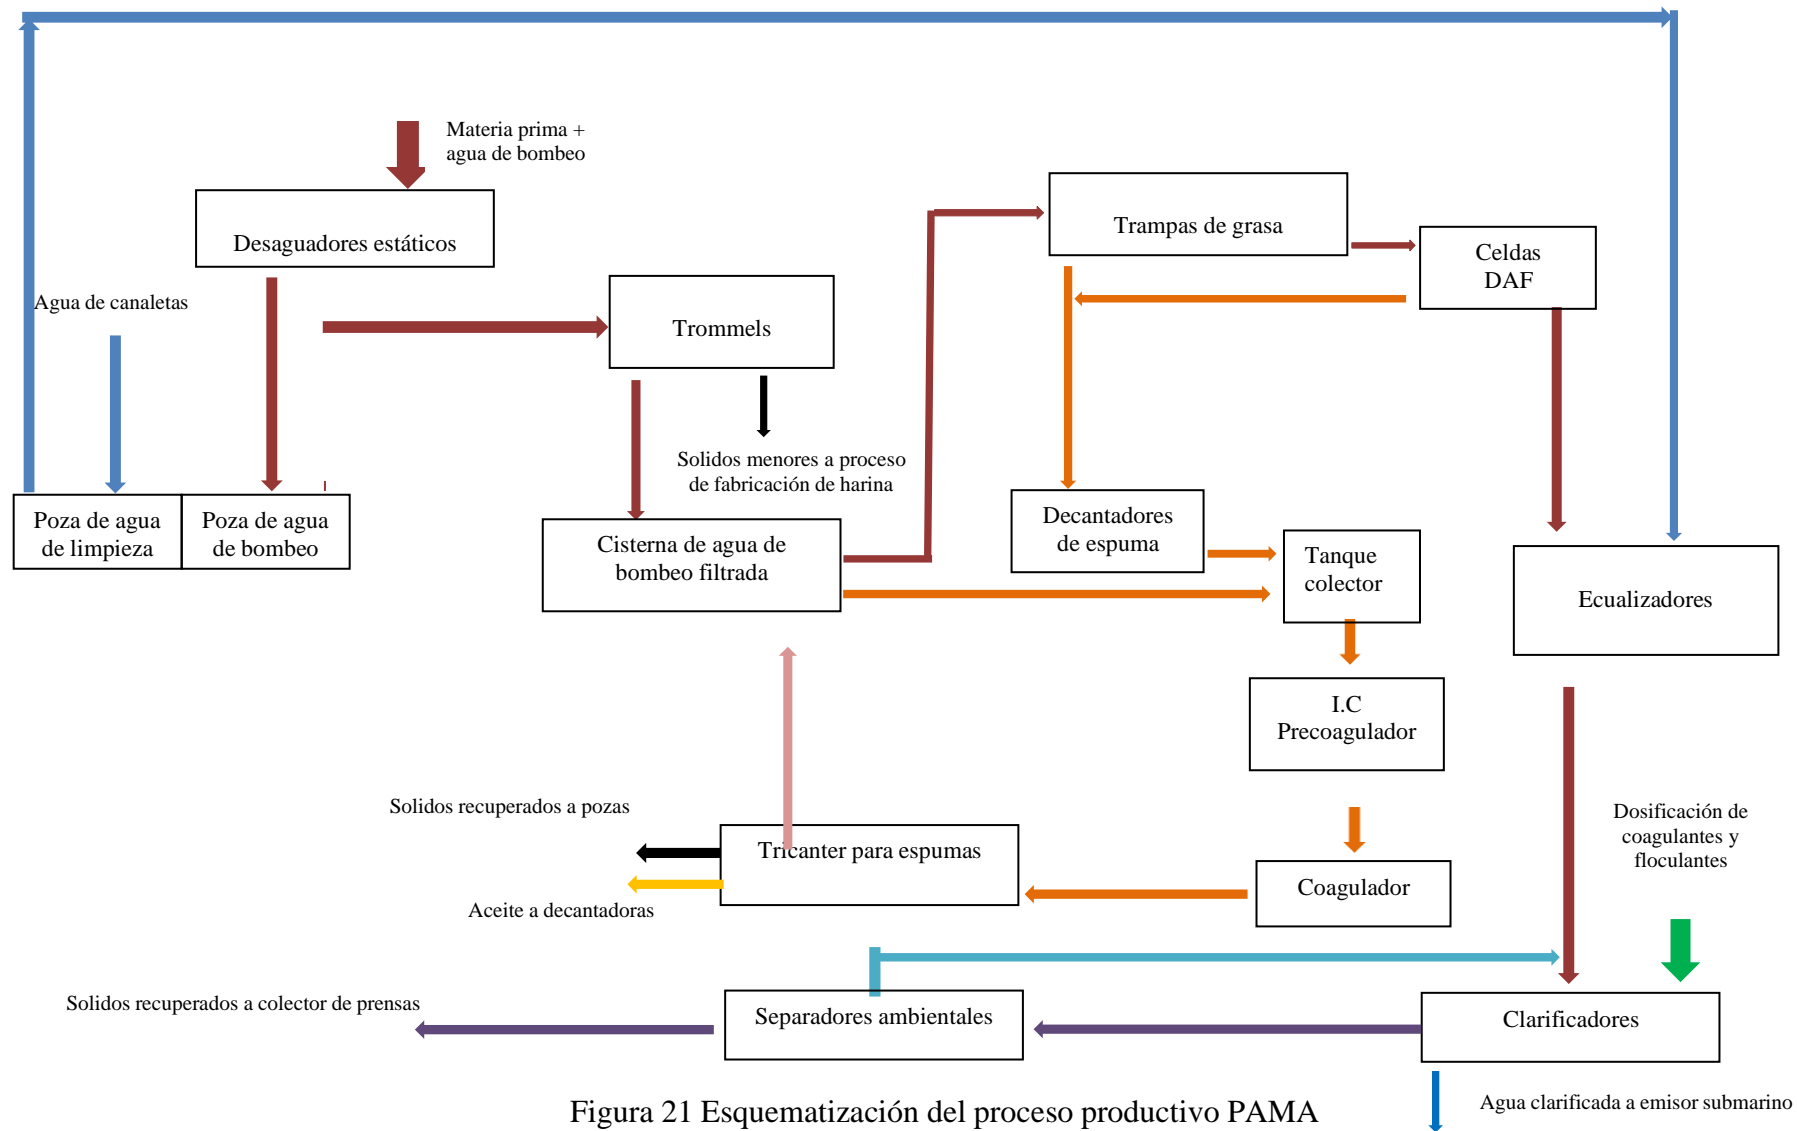 Materia prima +
agua de bombeo
Desaguadores estáticos
Trampas de grasa
Celdas
DAF
Agua de canaletas
Trommels
Solidos menores a proceso
de fabricación de harina
Poza de agua
de limpieza
Poza de agua
de bombeo
Cisterna de agua de
bombeo filtrada
Decantadores
de espuma
Tanque
colector
Ecualizadores
I.C
Precoagulador
Solidos recuperados a pozas
Tricanter para espumas
Aceite a decantadoras
Coagulador
Dosificación de
coagulantes y
floculantes
Solidos recuperados a colector de prensas
Separadores ambientales
Clarificadores
Agua clarificada a emisor submarino
Figura 21 Esquematización del proceso productivo PAMA